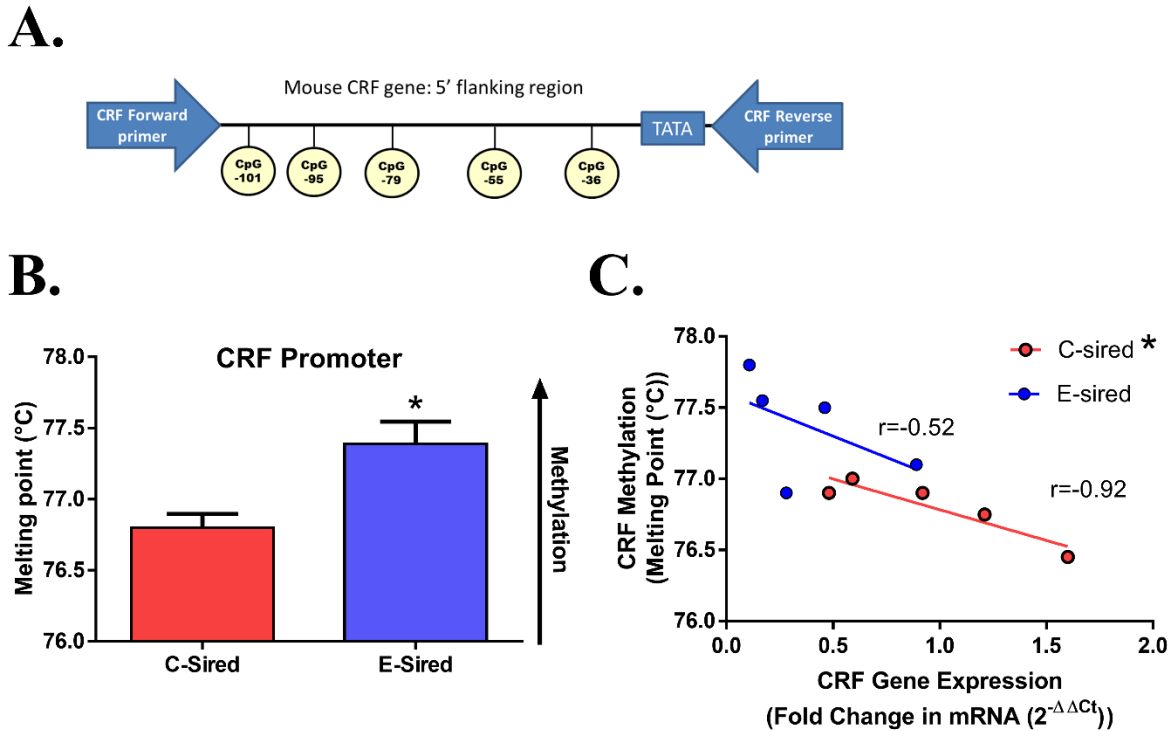 A.
Mouse CRF gene: 5’ flanking region
CRF Forward
primer
TATA
CRF Reverse
primer
CpG
-101
CpG
-95
CpG
-79
CpG
-55
CpG
-36
B.
CRF Promoter
Melting point (°C)
78.0
77.5
77.0
76.5
76.0
*
C-Sired
E-Sired
Methylation
C.
CRF Methylation
(Melting Point (°C))
78.0
77.5
77.0
76.5
76.0
C-sired *
E-sired
r=-0.52
r=-0.92
0.0 0.5 1.0 1.5 2.0
CRF Gene Expression
(Fold Change in mRNA (2^-ΔΔCt))